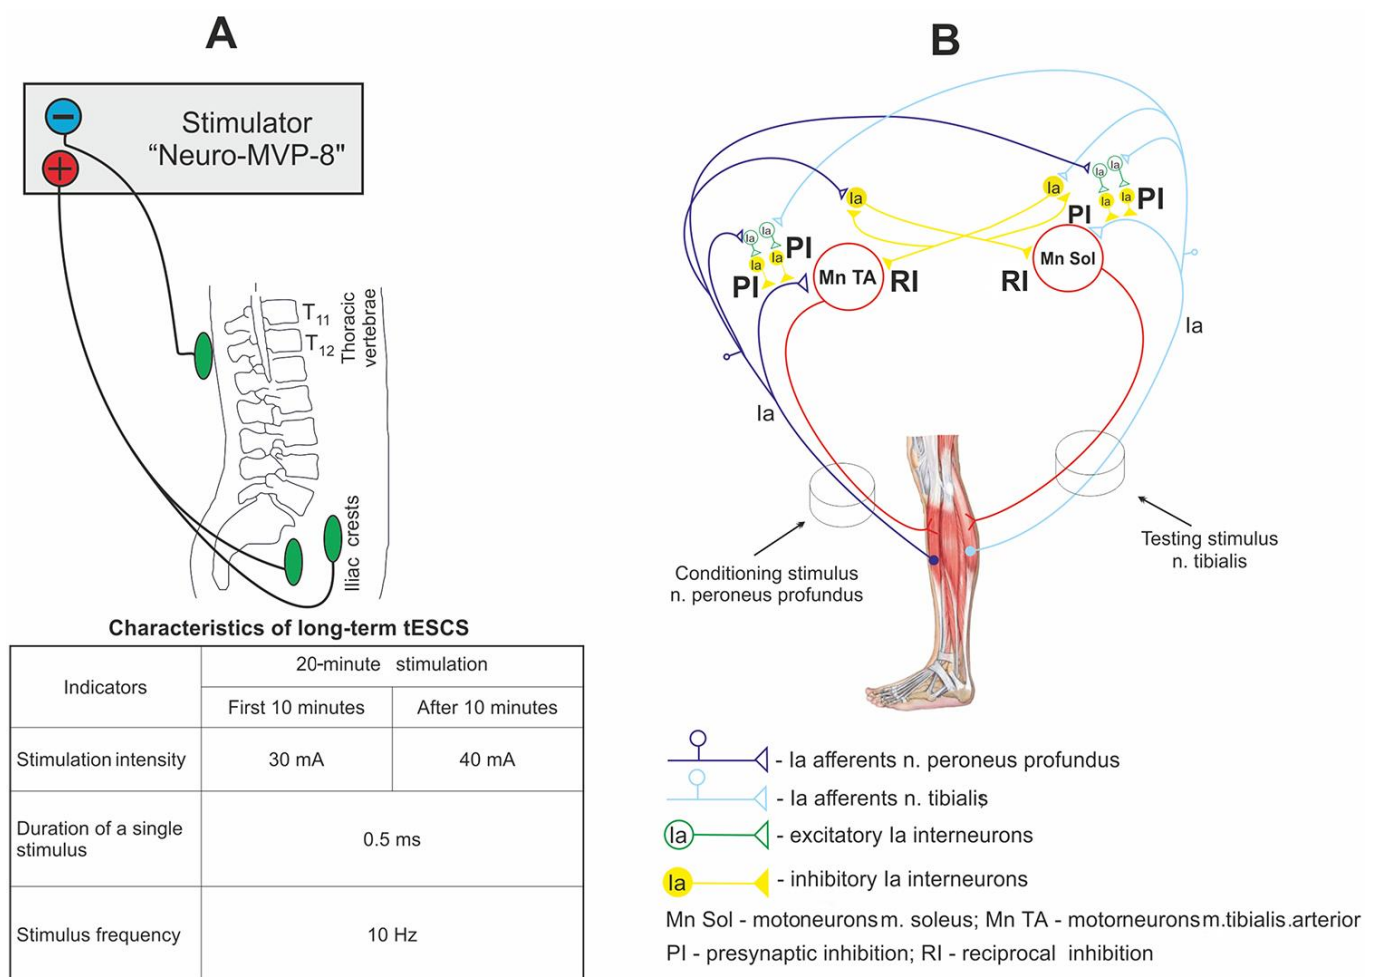 A
−
+
Stimulator
“Neuro-MVP-8"
T11
T12
Thoracic
vertebrae
Iliac crests
Characteristics of long-term tESCS
Indicators
20-minute stimulation
First 10 minutes
After 10 minutes
Stimulation intensity
30 mA
40 mA
Duration of a single
stimulus
0.5 ms
Stimulus frequency
10 Hz
B
Ia
Ia
Ia
Ia
Ia
Ia
PI
PI
Ia
Ia
Ia
Ia
PI
PI
Mn TA
RI
RI
Mn Sol
Ia
Ia
Conditioning stimulus
n. peroneus profundus
Testing stimulus
n. tibialis
- Ia afferents n. peroneus profundus
- Ia afferents n. tibialis
Ia - excitatory Ia interneurons
Ia - inhibitory Ia interneurons
Mn Sol - motoneurons m. soleus; Mn TA - motorneurons m.tibialis.arterior
PI - presynaptic inhibition; RI - reciprocal inhibition